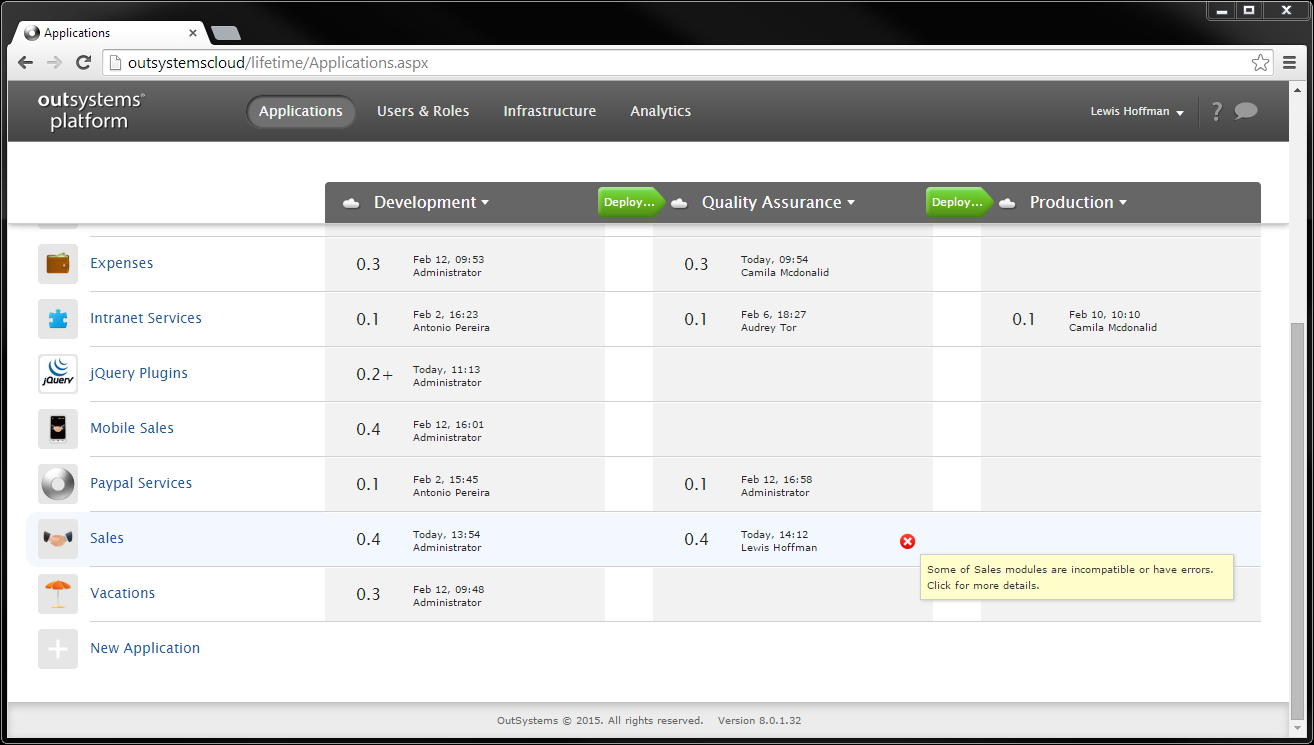 Applications
outsystemscloud/lifetime/Applications.aspx
outsystems®
platform
Applications
Users & Roles
Infrastructure
Analytics
Lewis Hoffman
?
Development
Deploy...
Quality Assurance
Deploy...
Production
Expenses
0.3
Feb 12, 09:53
Administrator
0.3
Today, 09:54
Camila Mcdonalid
Intranet Services
0.1
Feb 2, 16:23
Antonio Pereira
0.1
Feb 6, 18:27
Audrey Tor
0.1
Feb 10, 10:10
Camila Mcdonalid
jQuery
jQuery Plugins
0.2+
Today, 11:13
Administrator
Mobile Sales
0.4
Feb 12, 16:01
Administrator
Paypal Services
0.1
Feb 2, 15:45
Antonio Pereira
0.1
Feb 12, 16:58
Administrator
Sales
0.4
Today, 13:54
Administrator
0.4
Today, 14:12
Lewis Hoffman
Some of Sales modules are incompatible or have errors.
Click for more details.
Vacations
0.3
Feb 12, 09:48
Administrator
New Application
OutSystems © 2015. All rights reserved. Version 8.0.1.32